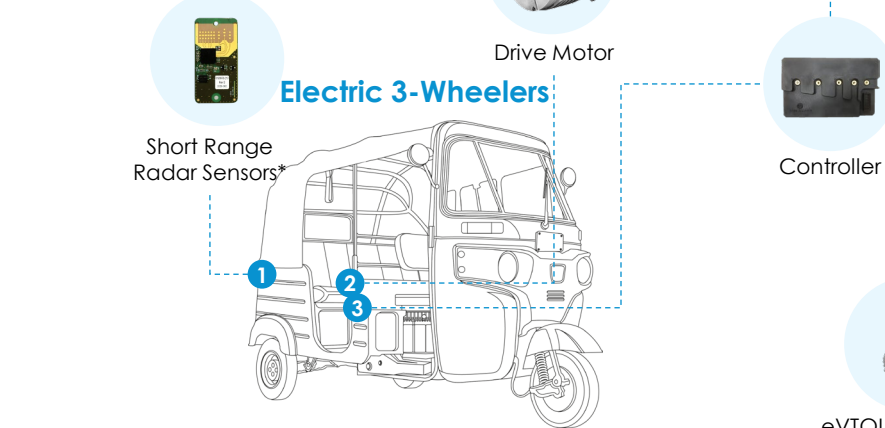 Drive Motor
Electric 3-Wheelers
Short Range
Radar Sensors*
Controller
1
2
3